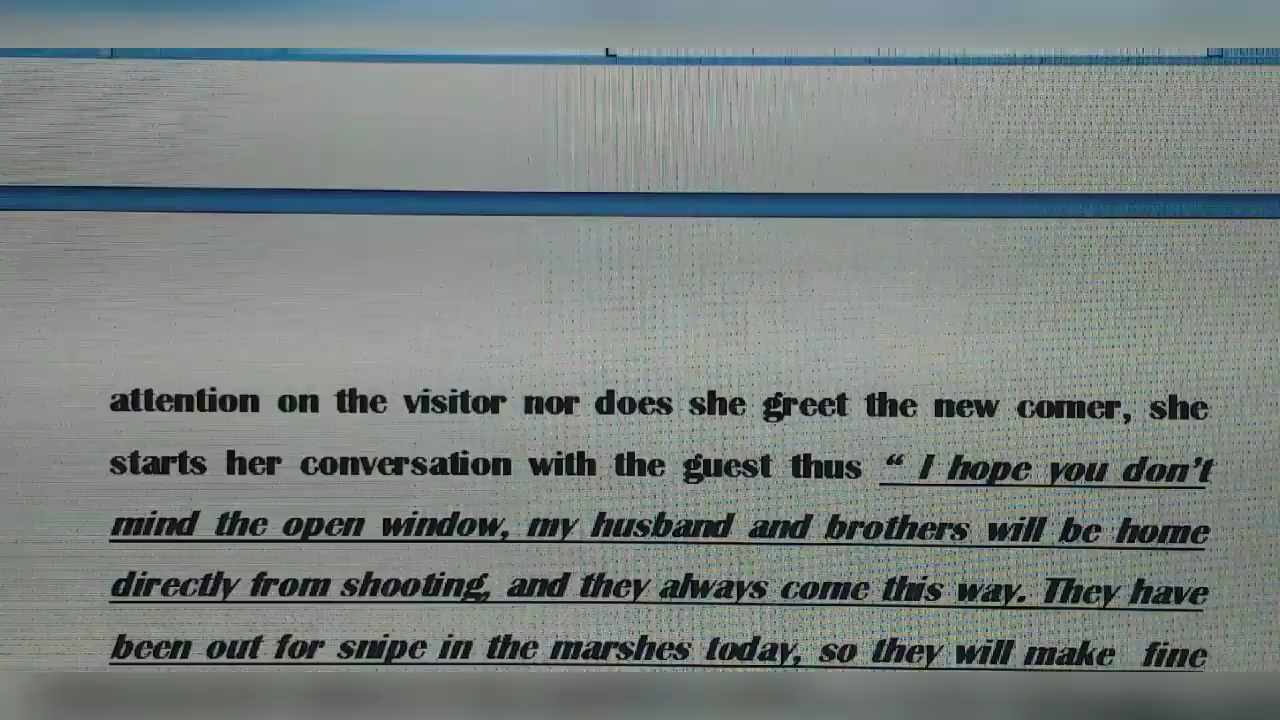 attention on the visitor nor does she greet the new comer, she
starts her conversation with the guest thus “ I hope you don't
mind the open window, my husband and brothers will be home
directly from shooting, and they always come this way. They have
been out for snipe in the marshes today, so they will make fine